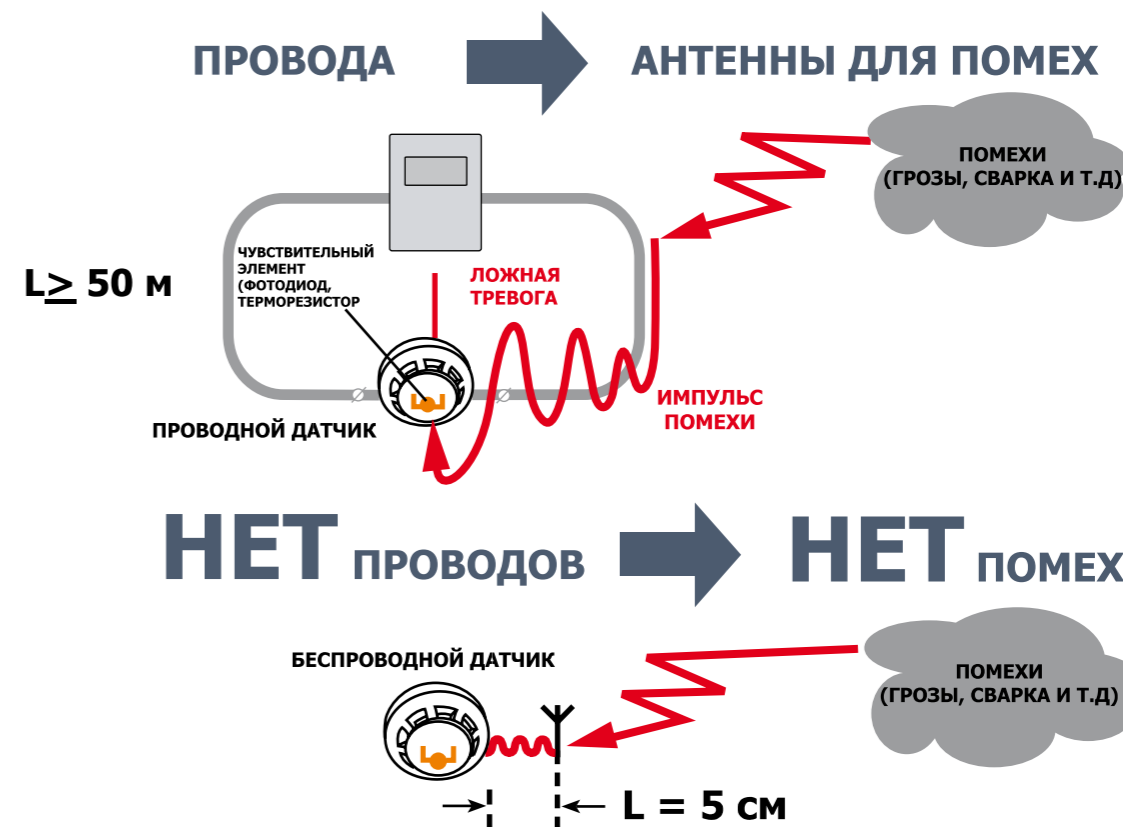 ПРОВОДА
АНТЕННЫ ДЛЯ ПОМЕХ
ПОМЕХИ
(ГРОЗЫ, СВАРКА И Т.Д)
ЧУВСТВИТЕЛЬНЫЙ
ЭЛЕМЕНТ
(ФОТОДИОД,
ТЕРМОРЕЗИСТОР
L≥ 50 м
ЛОЖНАЯ
ТРЕВОГА
ИМПУЛЬС
ПОМЕХИ
ПРОВОДНОЙ ДАТЧИК
НЕТ ПРОВОДОВ
НЕТ ПОМЕХ
БЕСПРОВОДНОЙ ДАТЧИК
ПОМЕХИ
(ГРОЗЫ, СВАРКА И Т.Д)
L = 5 см